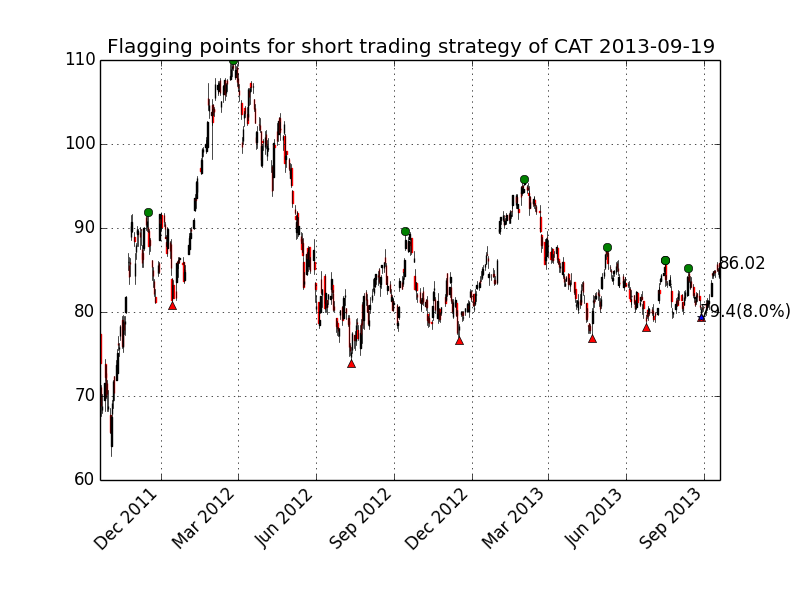 Flagging points for short trading strategy of CAT 2013-09-19
110
100
90
80
70
60
86.02
79.4(8.0%)
Dec 2011
Mar 2012
Jun 2012
Sep 2012
Dec 2012
Mar 2013
Jun 2013
Sep 2013